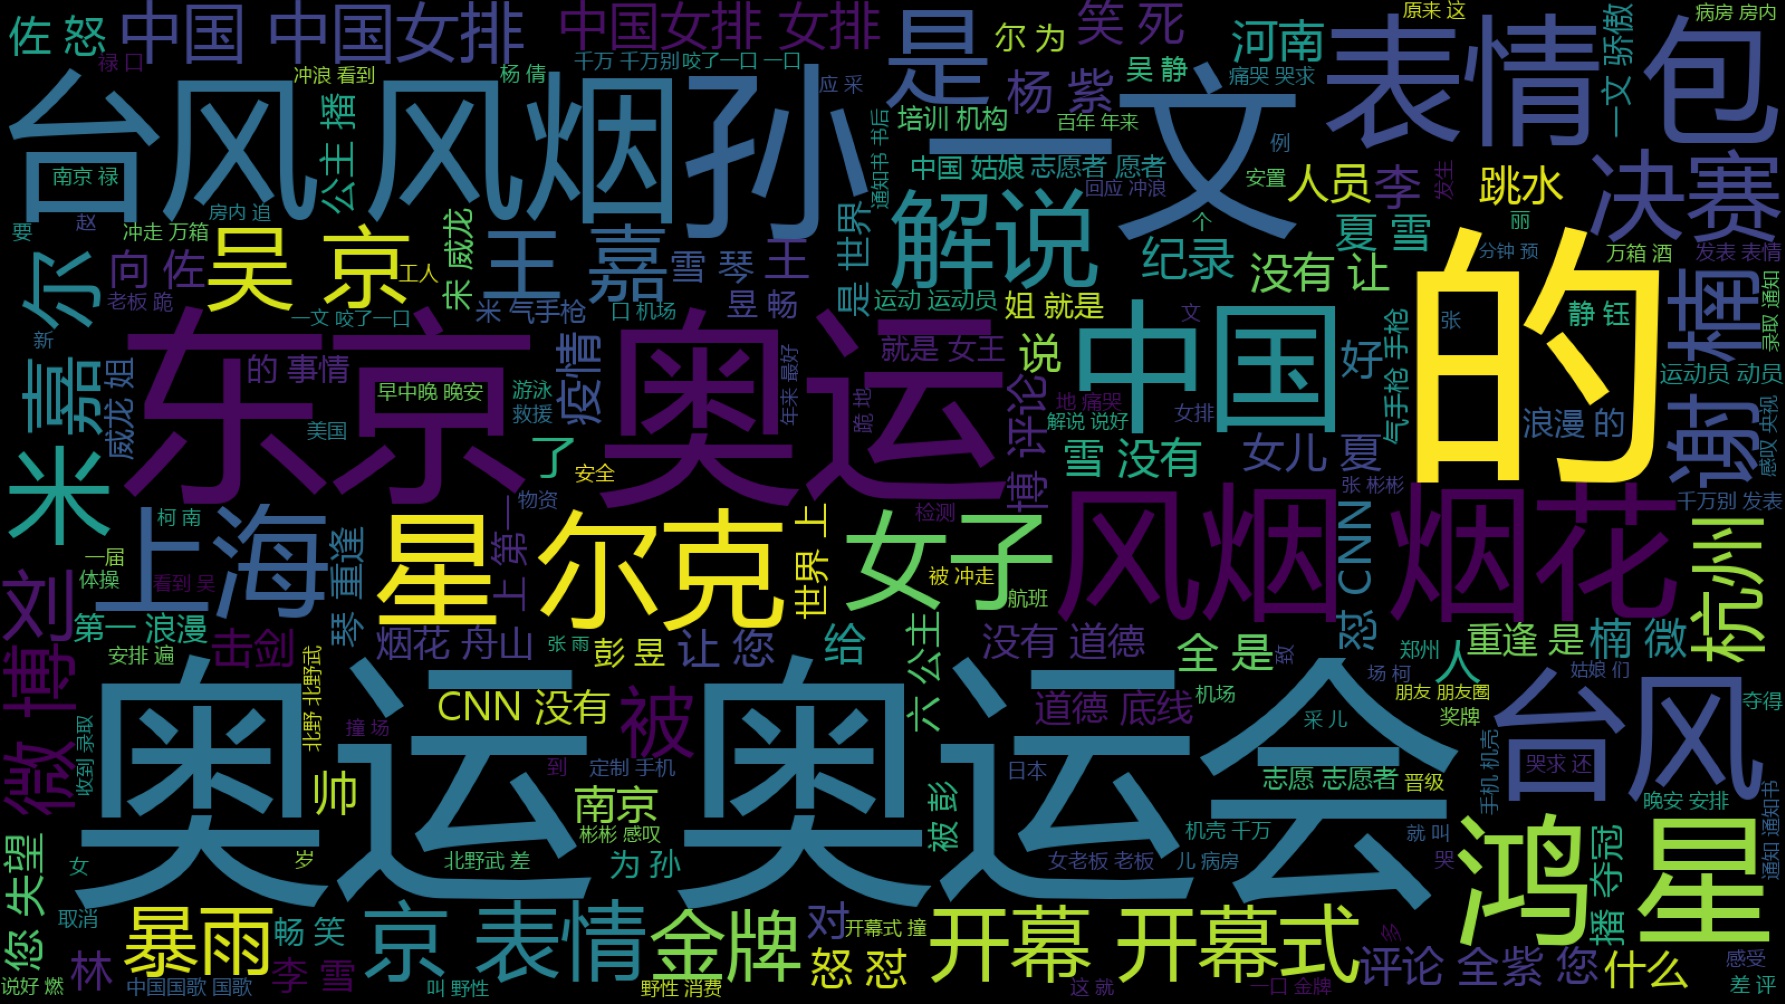 佐 怒
中国 中国女排
中国女排 女排
是
尔 为
笑 死
原来 这
河南
骄傲
一文
病房 房内
表情包
禄 口
冲浪 看到
杨 倩
千万 千万别
咬了一口 一口
应 采
杨 紫
吴 静
痛哭 哭求
台风 风烟
孙 一文
公主 播
培训 机构
百年 年来
通知书 书后
例
中国 姑娘
志愿者 愿者
回应 冲浪
安置
人员
李
发生
跳水
决赛
南京 禄
房内 追
要
赵
冲走 万箱
向 佐
吴 京
工人
宋 威龙
王 嘉
雪 琴
王
是 世界
解说
纪录
个
夏 雪
没有 让
丽
分钟 预
万箱 酒
发表 表情
尔
老板 跪
一文 咬了一口
米 气手枪
口 机场
昱 畅
运动 运动员
姐 就是
文
的
静 钰
谢 楠
录取 通知
新
嘉
威龙 姐
东京 奥运
的 事情
早中晚 晚安
美国
游泳
救援
疫情
年来 最好
跪 地
就是 女王
说
中国
好
张
气手枪 手枪
运动员 动员
浪漫 的
感叹 央视
博 评论
地 痛哭
解说 说好
女排
米
了
安全
雪 没有
女儿 夏
张 彬彬
千万别 发表
柯 南
上海
物资
上 第一
星 尔克
世界 上
检测
女子
被 冲走
航班
风烟 烟花
怼 CNN
杭州
一届
体操
看到 吴
琴 重逢
刘
第一 浪漫
安排 遍
击剑
烟花 舟山
张 雨
彭 昱
让 您
给
六 公主
没有 道德
全 是
致
郑州
人
重逢 是
楠 微
微 博
北野 北野武
CNN 没有
被
道德 底线
机场
采 儿
场 柯
朋友 朋友圈
奖牌
姑娘 们
台风
夺得
收到 录取
撞 场
奥运 奥运会
到
定制 手机
日本
志愿 志愿者
晋级
手机 机壳
哭求 还
帅
南京
彬彬 感叹
被 彭
机壳 千万
就 叫
晚安 安排
通知 通知书
您 失望
女
岁
北野武 差
为 孙
女老板 老板
儿 病房
哭
鸿 星
播 夺冠
取消
暴雨
畅 笑
京 表情
金牌
对
开幕式 撞
开幕 开幕式
多
林
李 雪
怒 怼
评论
全紫 您
什么
感受
说好 燃
中国国歌 国歌
叫 野性
野性 消费
这 就
一口 金牌
差 评